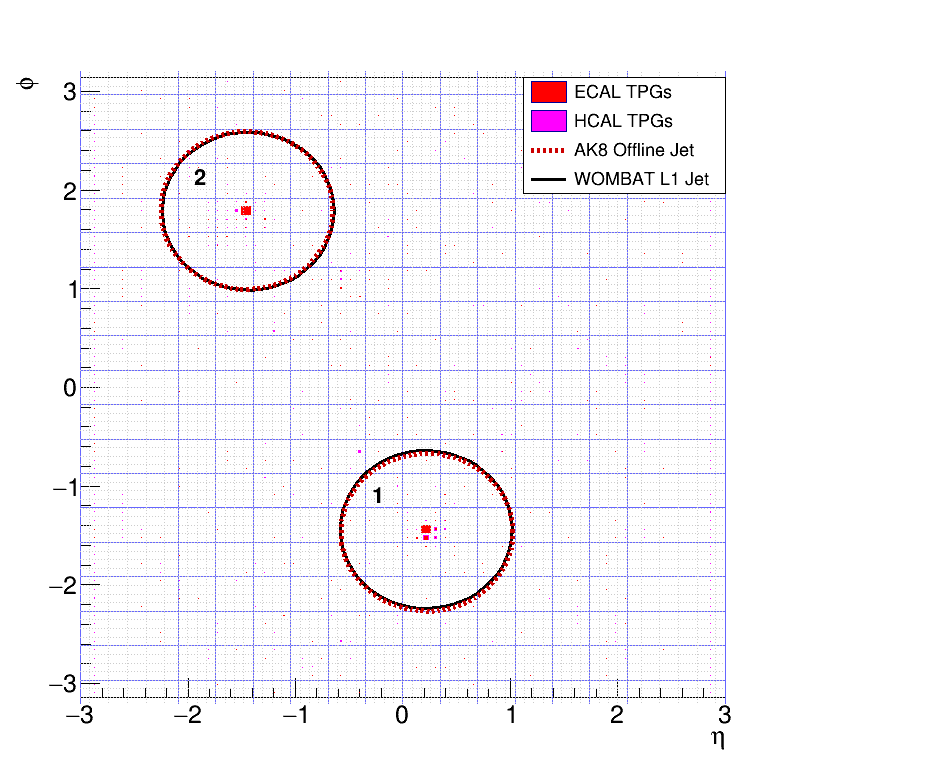 φ
3
2
1
0
−1
−2
−3
ECAL TPGs
HCAL TPGs
AK8 Offline Jet
WOMBAT L1 Jet
2
1
−3 −2 −1 0 1 2 3
η